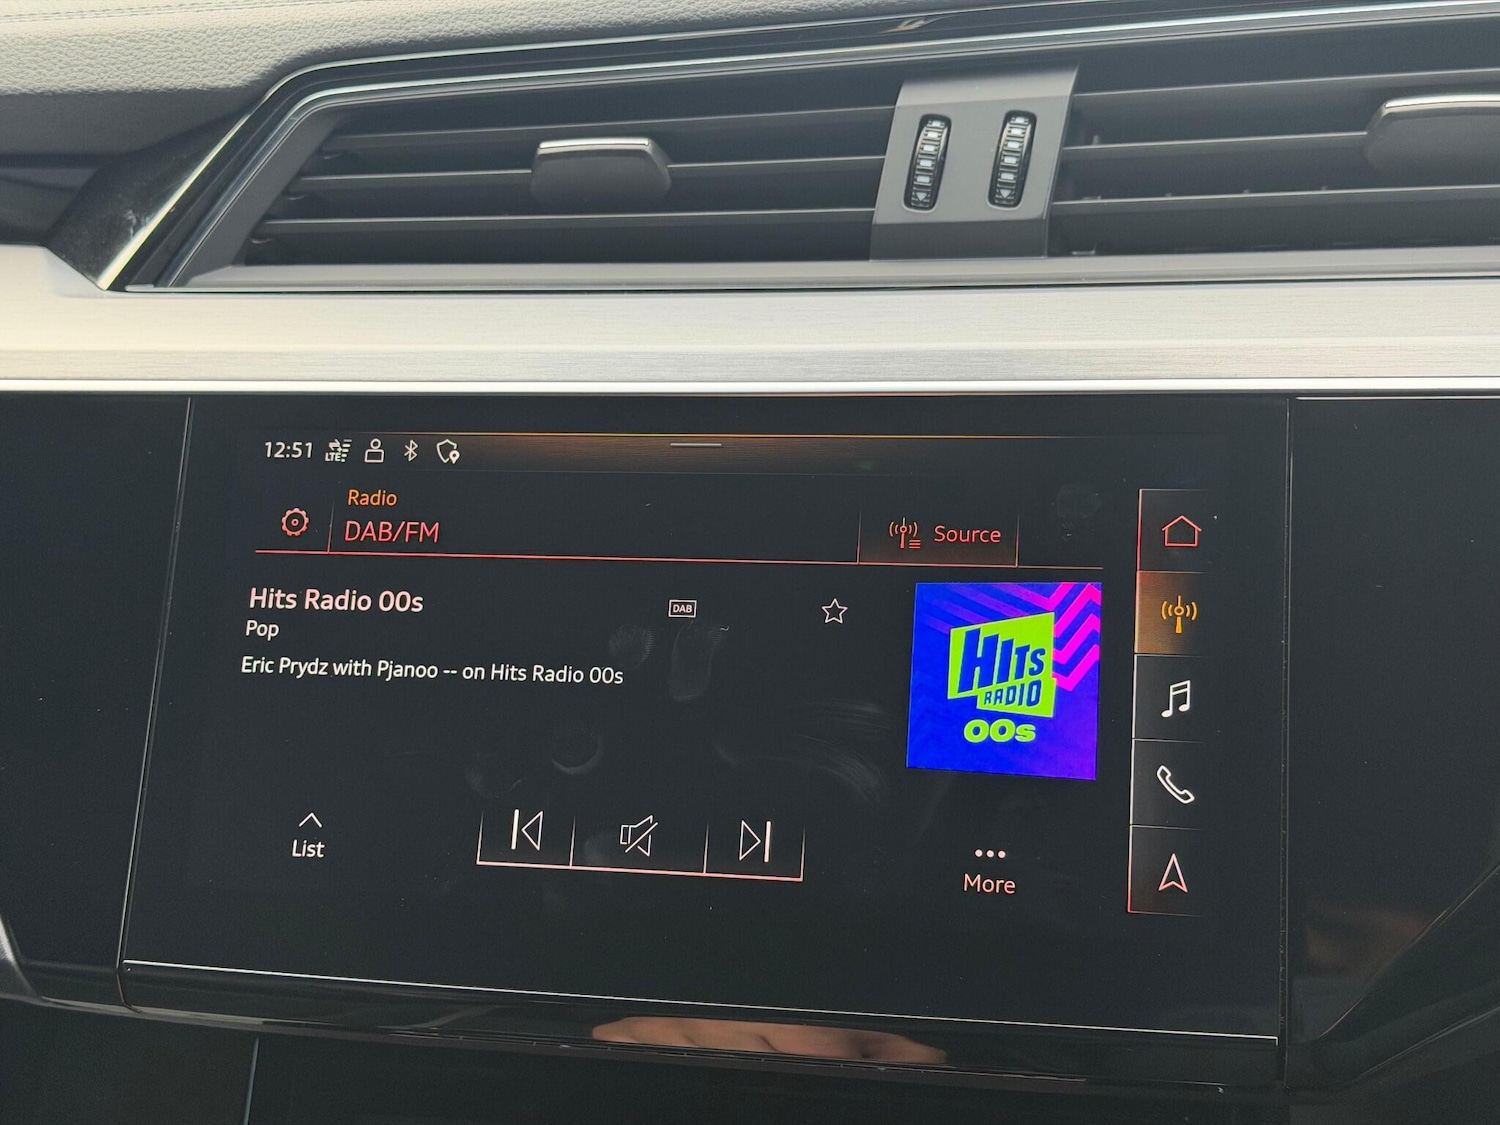 12:51 LTE
Radio
DAB/FM
Source
Hits Radio 00s
DAB
Pop
Eric Prydz with Pjanoo -- on Hits Radio 00s
HITS
RADIO
00s
List
More